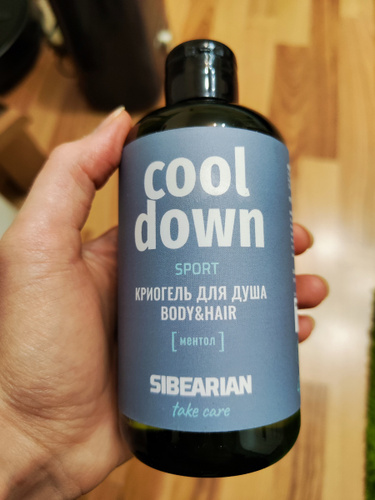 cool
down
SPORT
КРИОГЕЛЬ ДЛЯ ДУША
BODY&HAIR
[ ментол ]
SIBEARIAN
take care